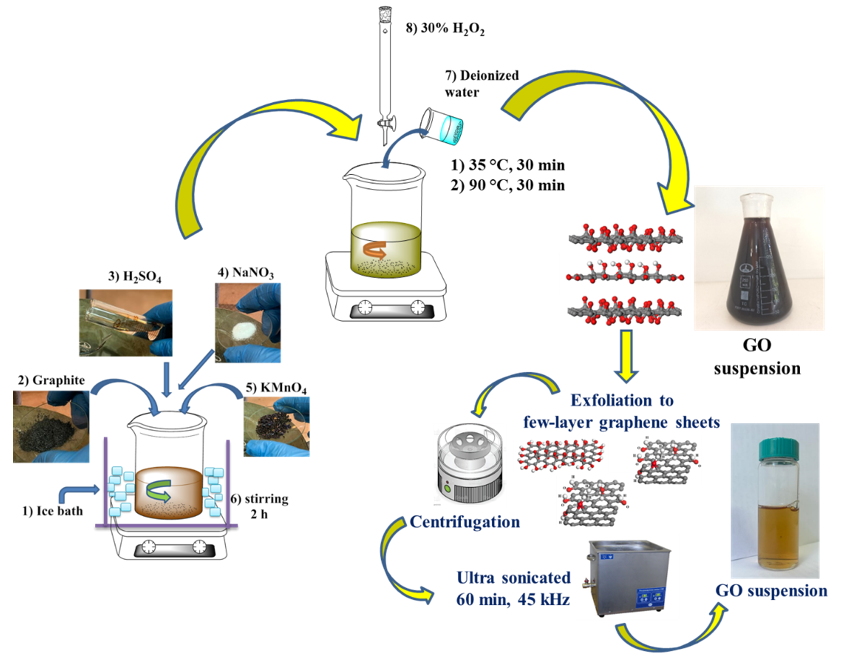 8) 30% H₂O₂
7) Deionized
water
1) 35 °C, 30 min
2) 90 °C, 30 min
3) H₂SO₄
4) NaNO₃
2) Graphite
5) KMnO₄
1) Ice bath
6) stirring
2 h
GO
suspension
Exfoliation to
few-layer graphene sheets
Centrifugation
Ultra sonicated
60 min, 45 kHz
GO suspension